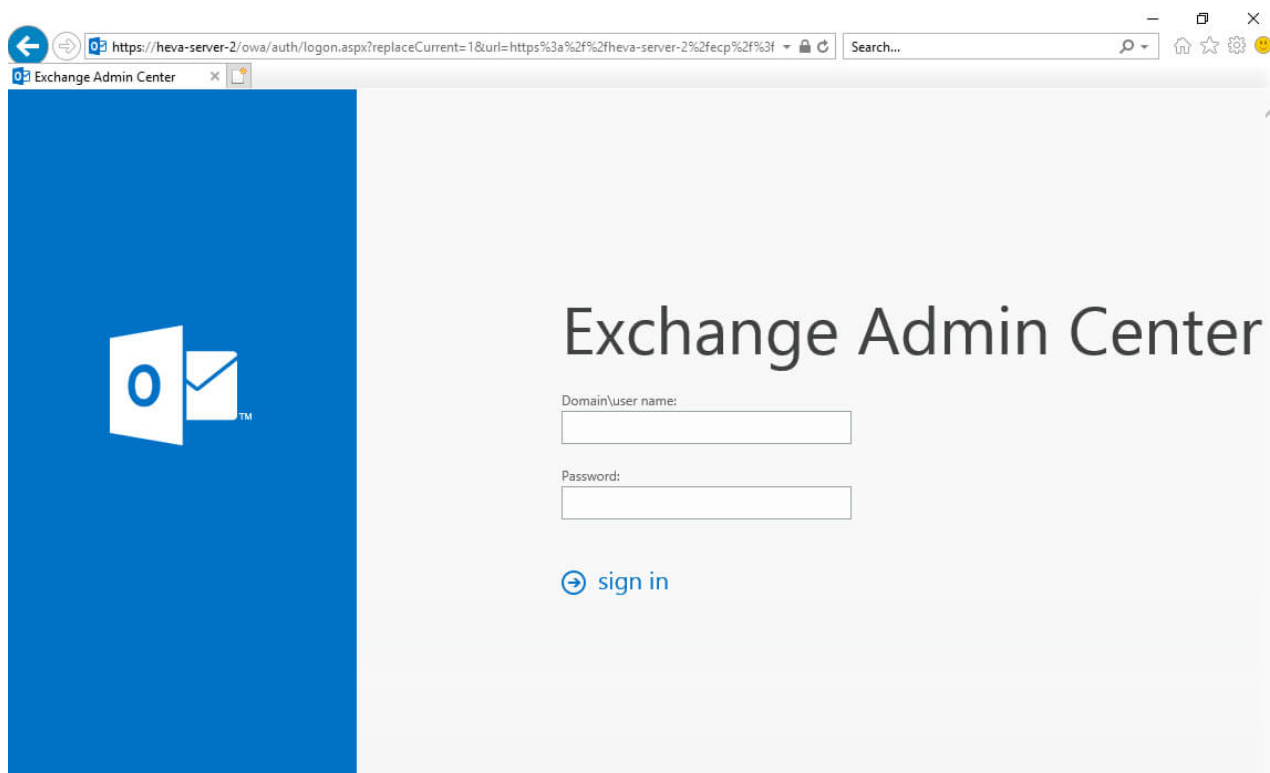 https://heva-server-2/owa/auth/logon.aspx?replaceCurrent=1&url=https%3a%2f%2fheva-server-2%2fecp%2f%3f
Search...
Exchange Admin Center
Exchange Admin Center
Domain\user name:
O
TM
Password:
sign in